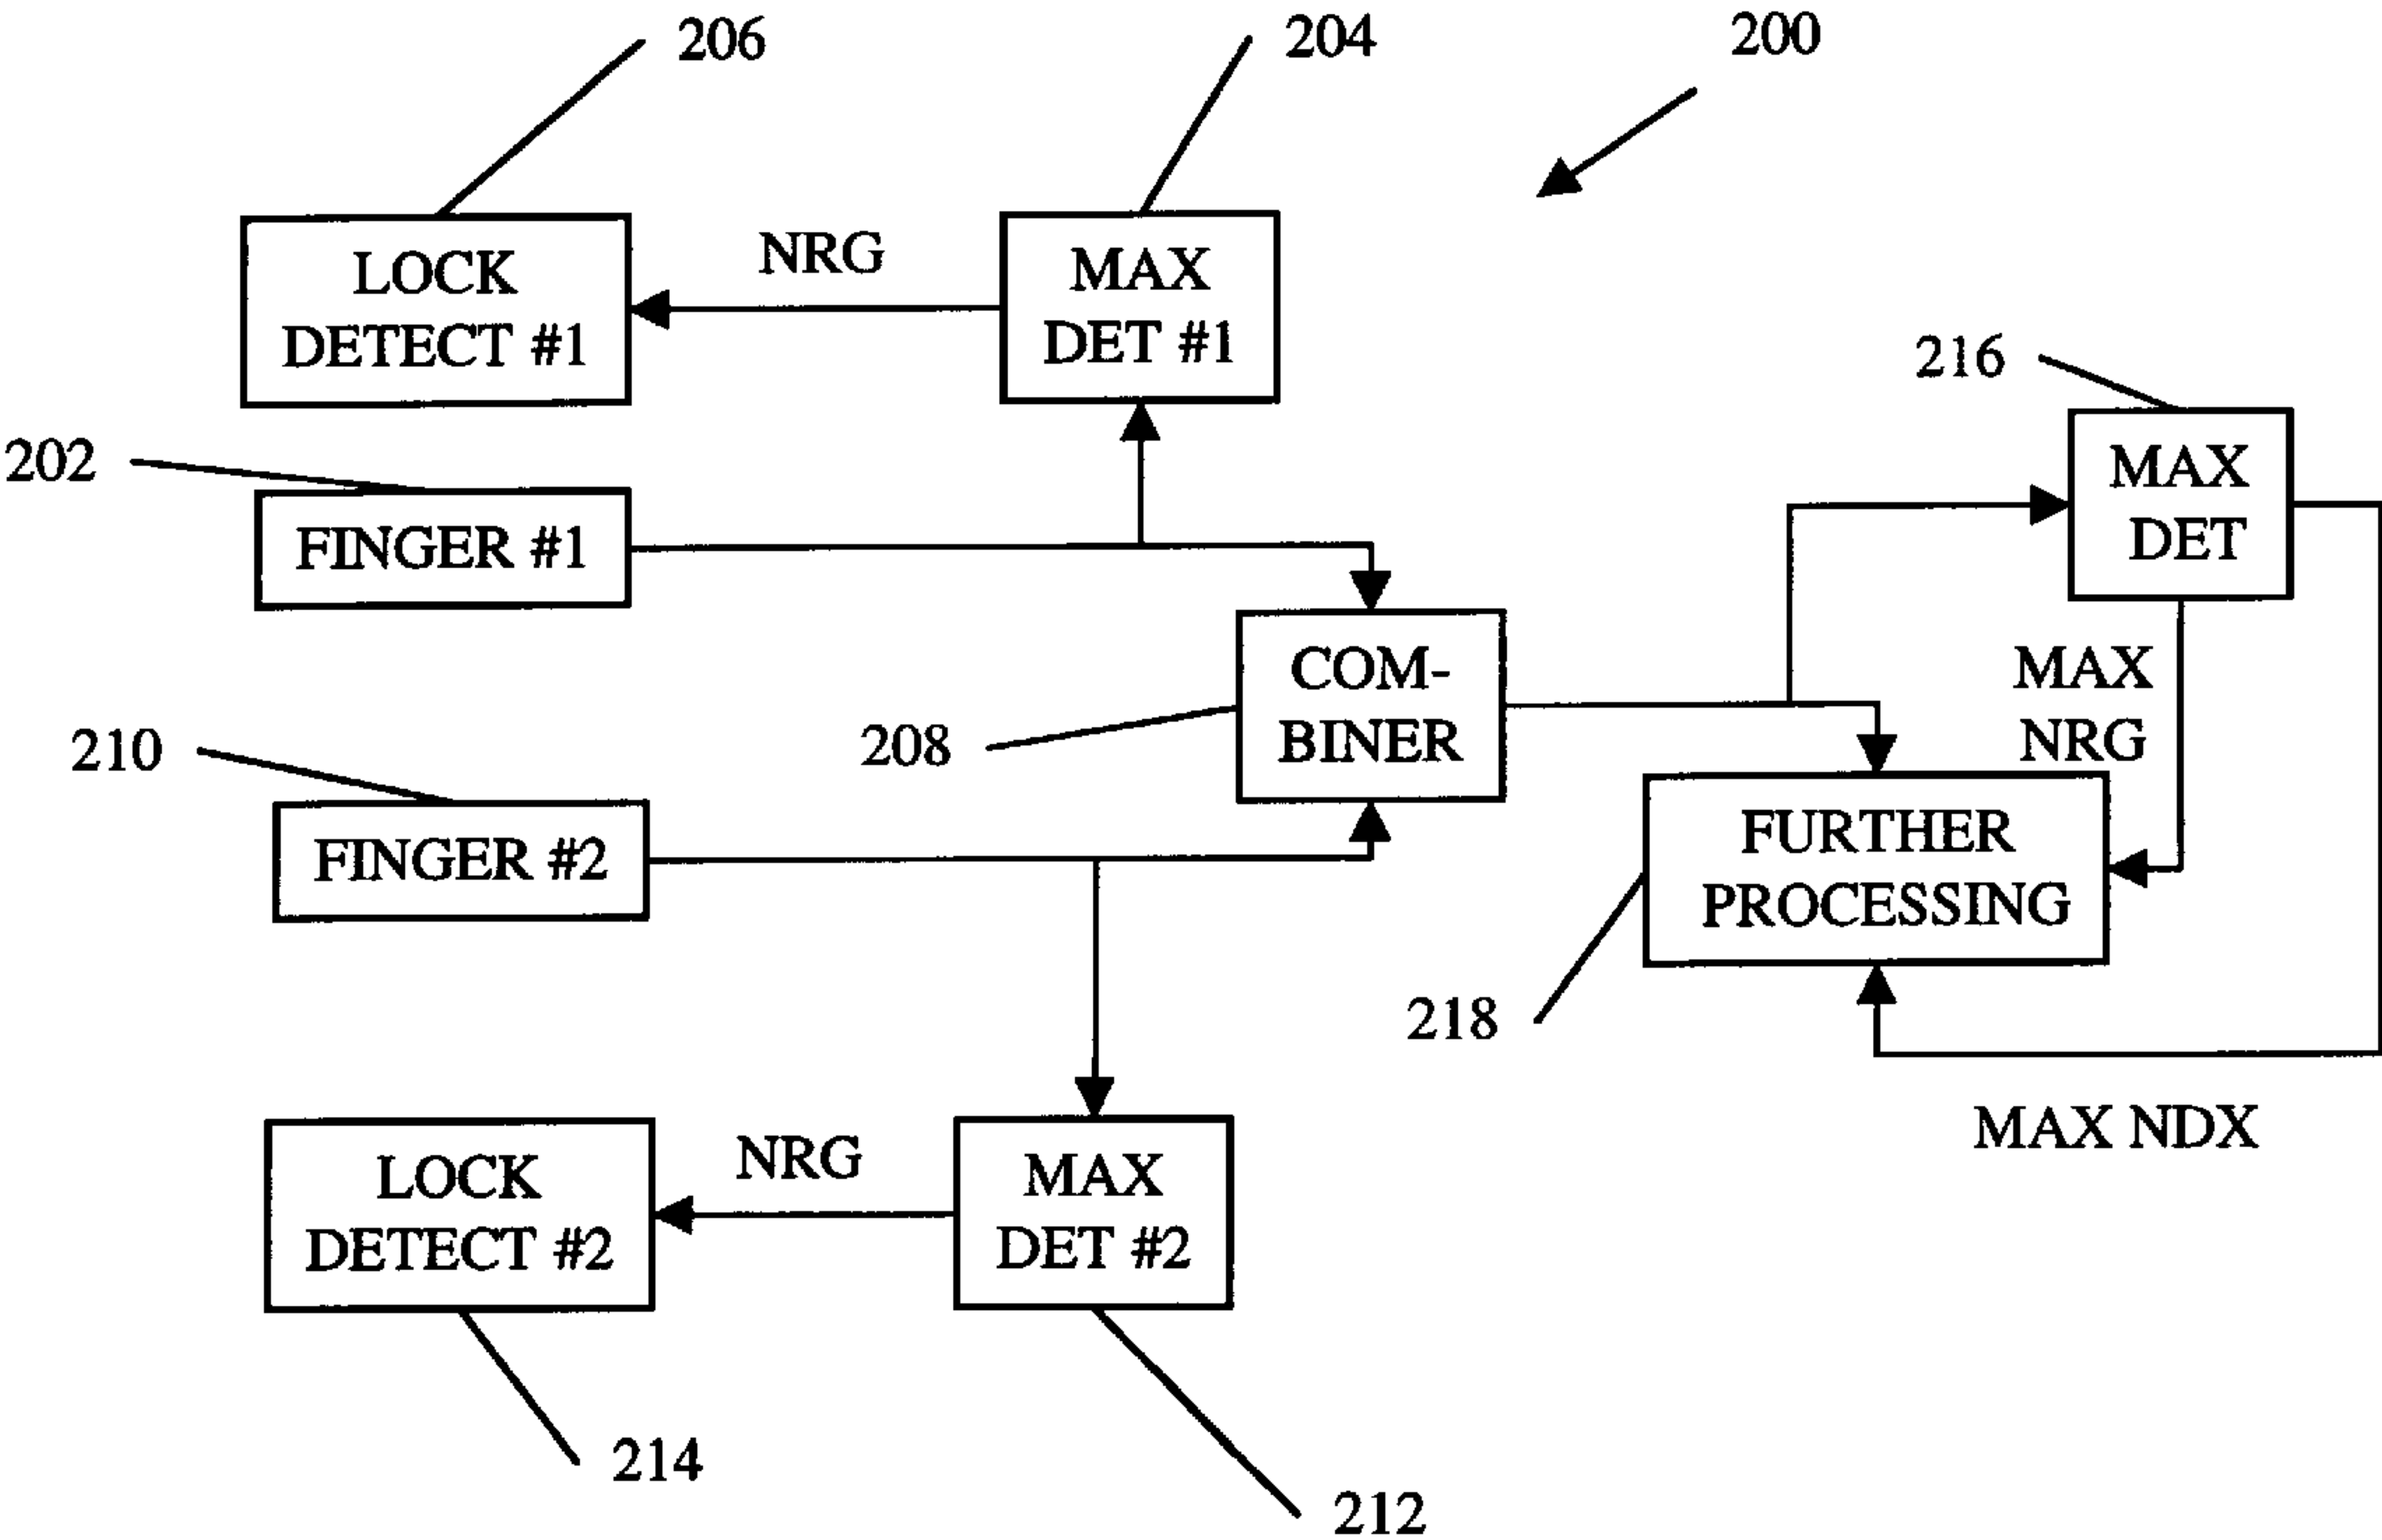 206
204
200
LOCK
DETECT #1
NRG
MAX
DET #1
216
202
FINGER #1
MAX
DET
COM-
BINER
MAX
NRG
210
208
FINGER #2
FURTHER
PROCESSING
218
MAX NDX
LOCK
DETECT #2
NRG
MAX
DET #2
214
212